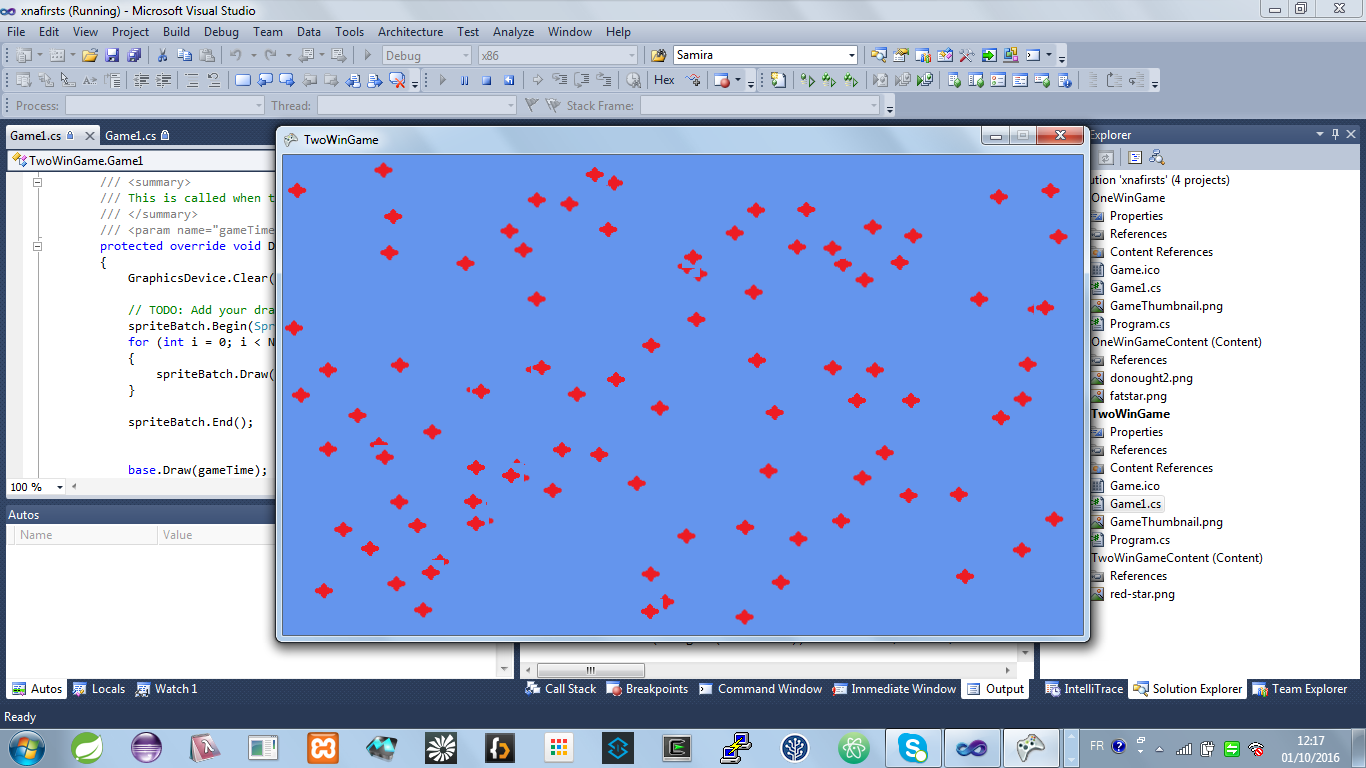 xnafirsts (Running) - Microsoft Visual Studio
File Edit View Project Build Debug Team Data Tools Architecture Test Analyze Window Help
Debug x86 Samira
Hex
Process: Thread: Stack Frame:
Game1.cs Game1.cs
TwoWinGame.Game1
/// <summary>
/// This is called when t
/// </summary>
/// <param name="gameTime
protected override void D
{
GraphicsDevice.Clear(
// TODO: Add your dra
spriteBatch.Begin(Spr
for (int i = 0; i < N
{
spriteBatch.Draw(
}
spriteBatch.End();
base.Draw(gameTime);
100 %
Autos
Name Value
Autos Locals Watch 1
TwoWinGame
Explorer
ution 'xnafirsts' (4 projects)
OneWinGame
Properties
References
Content References
Game.ico
Game1.cs
GameThumbnail.png
Program.cs
OneWinGameContent (Content)
References
donought2.png
fatstar.png
TwoWinGame
Properties
References
Content References
Game.ico
Game1.cs
GameThumbnail.png
Program.cs
TwoWinGameContent (Content)
References
red-star.png
Call Stack Breakpoints Command Window Immediate Window Output
IntelliTrace Solution Explorer Team Explorer
Ready
FR
12:17
01/10/2016